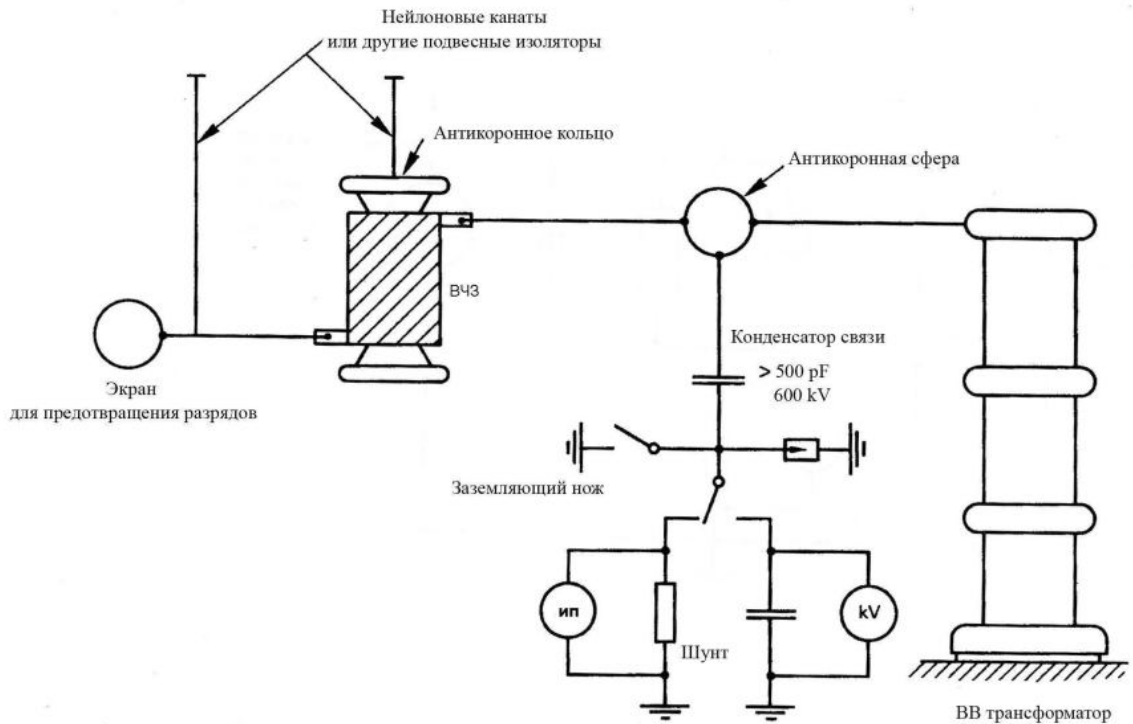 Нейлоновые канаты
или другие подвесные изоляторы
Антикоронное кольцо
Антикоронная сфера
ВЧЗ
Конденсатор связи
> 500 pF
600 kV
Экран
для предотвращения разрядов
Заземляющий нож
ип
Шунт
kV
ВВ трансформатор